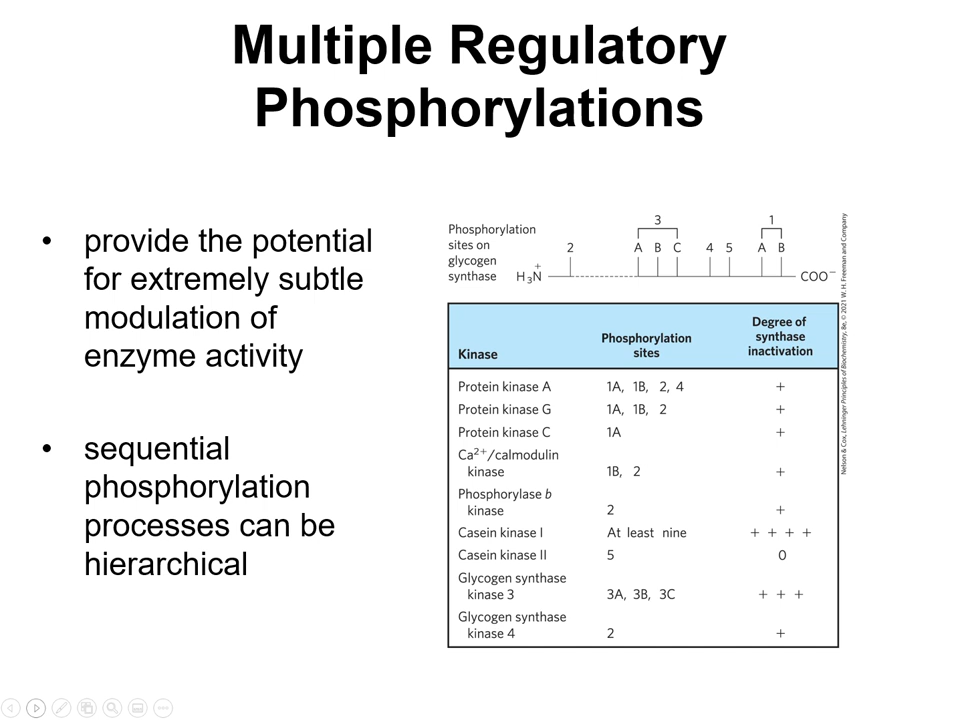 Multiple Regulatory
Phosphorylations
• provide the potential
for extremely subtle
modulation of
enzyme activity
• sequential
phosphorylation
processes can be
hierarchical
Phosphorylation
sites on
glycogen
synthase
3
1
2 A B C 4 5 A B
H₃N⁺ COO⁻
Kinase Phosphorylation sites Degree of synthase inactivation
Protein kinase A 1A, 1B, 2, 4 +
Protein kinase G 1A, 1B, 2 +
Protein kinase C 1A +
Ca²⁺/calmodulin
kinase 1B, 2 +
Phosphorylase b
kinase 2 +
Casein kinase I At least nine + + + +
Casein kinase II 5 0
Glycogen synthase
kinase 3 3A, 3B, 3C + + +
Glycogen synthase
kinase 4 2 +
Nelson & Cox, Lehninger Principles of Biochemistry, 8e, © 2021 W. H. Freeman and Company